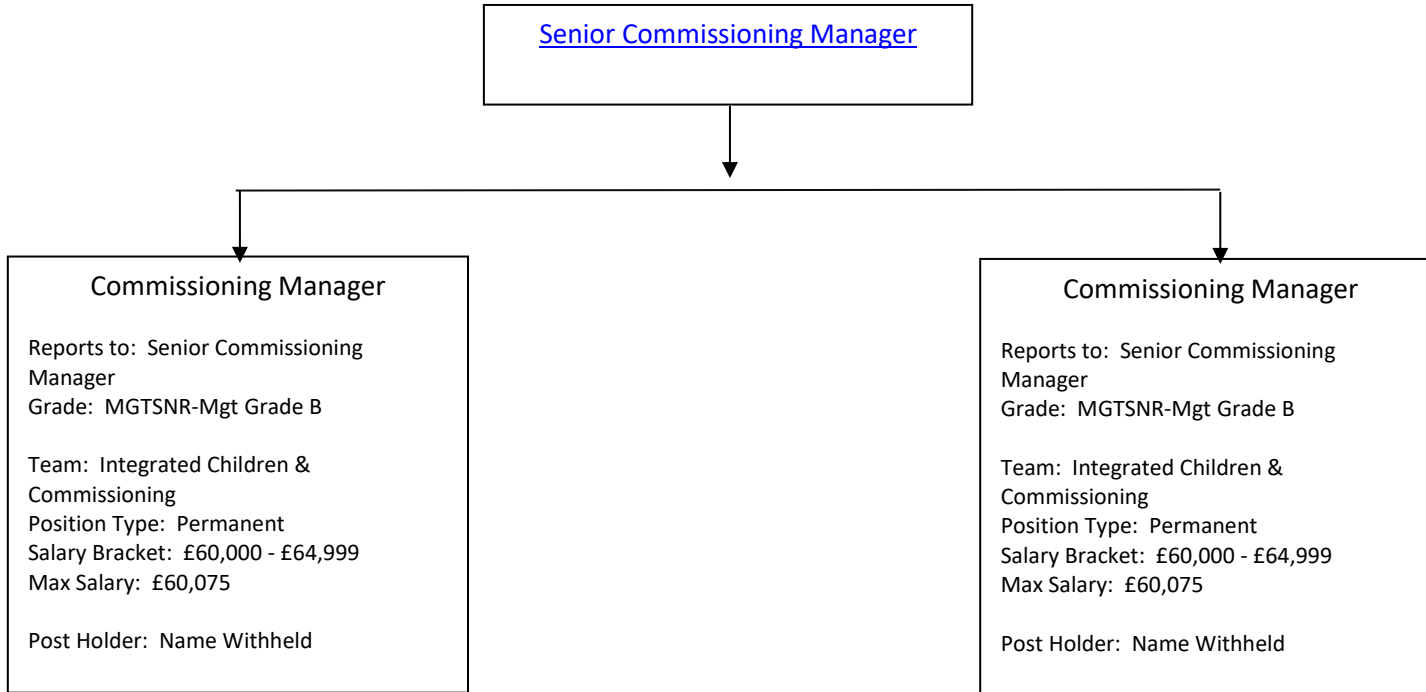 Senior Commissioning Manager
Commissioning Manager
Reports to: Senior Commissioning
Manager
Grade: MGTSNR-Mgt Grade B
Team: Integrated Children &
Commissioning
Position Type: Permanent
Salary Bracket: £60,000 - £64,999
Max Salary: £60,075
Post Holder: Name Withheld
Commissioning Manager
Reports to: Senior Commissioning
Manager
Grade: MGTSNR-Mgt Grade B
Team: Integrated Children &
Commissioning
Position Type: Permanent
Salary Bracket: £60,000 - £64,999
Max Salary: £60,075
Post Holder: Name Withheld